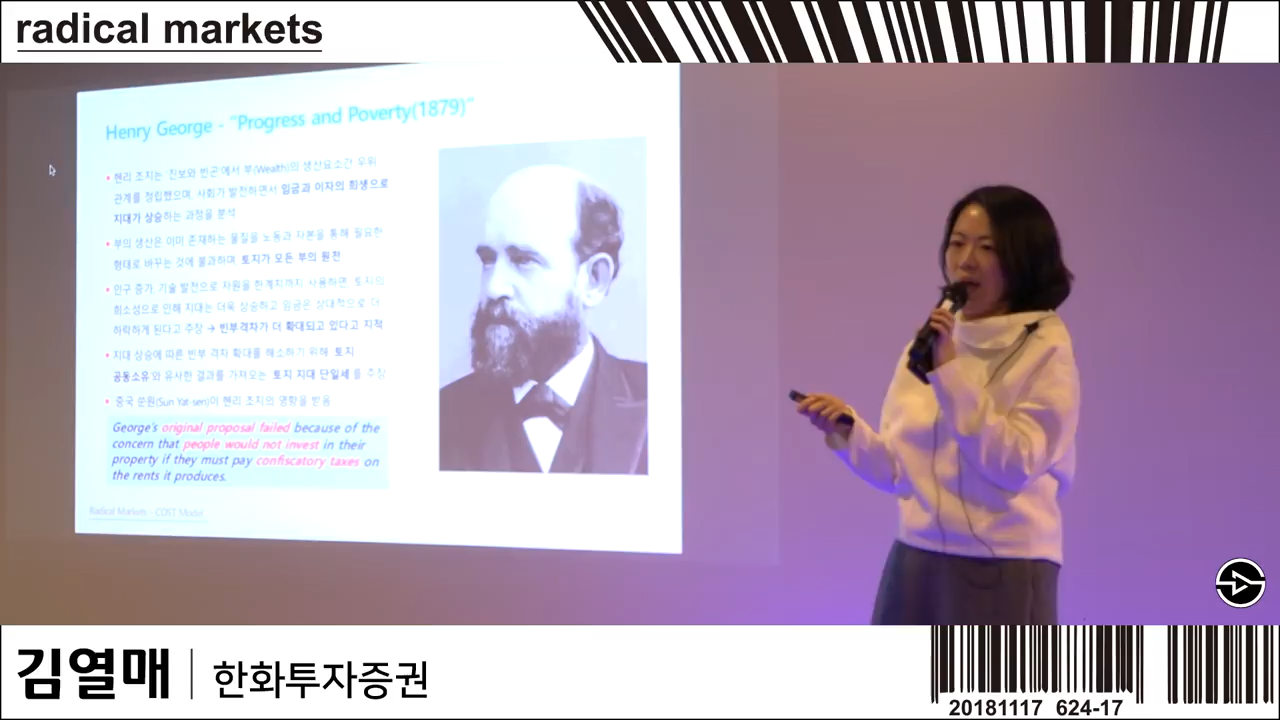 radical markets
Henry George - "Progress and Poverty(1879)"
• 헨리 조지는 '진보와 빈곤'에서 부(Wealth)의 생산요소간 우위
관계를 정립했으며, 사회가 발전하면서 임금과 이자의 희생으로
지대가 상승하는 과정을 분석
• 부의 생산은 이미 존재하는 물질을 노동과 자본을 통해 필요한
형태로 바꾸는 것에 불과하며 토지가 모든 부의 원천
• 인구 증가, 기술 발전으로 자원을 한계치까지 사용하면, 토지의
희소성으로 인해 지대는 더욱 상승하고 임금은 상대적으로 더
하락하게 된다고 주장 → 빈부격차가 더 확대되고 있다고 지적
• 지대 상승에 따른 빈부 격차 확대를 해소하기 위해, 토지
공동소유와 유사한 결과를 가져오는 토지 지대 단일세를 주장
• 중국 쑨원(Sun Yat-sen)이 헨리 조지의 영향을 받음
George's original proposal failed because of the
concern that people would not invest in their
property if they must pay confiscatory taxes on
the rents it produces.
Radical Markets - COST Model
김열매 | 한화투자증권
20181117 624-17